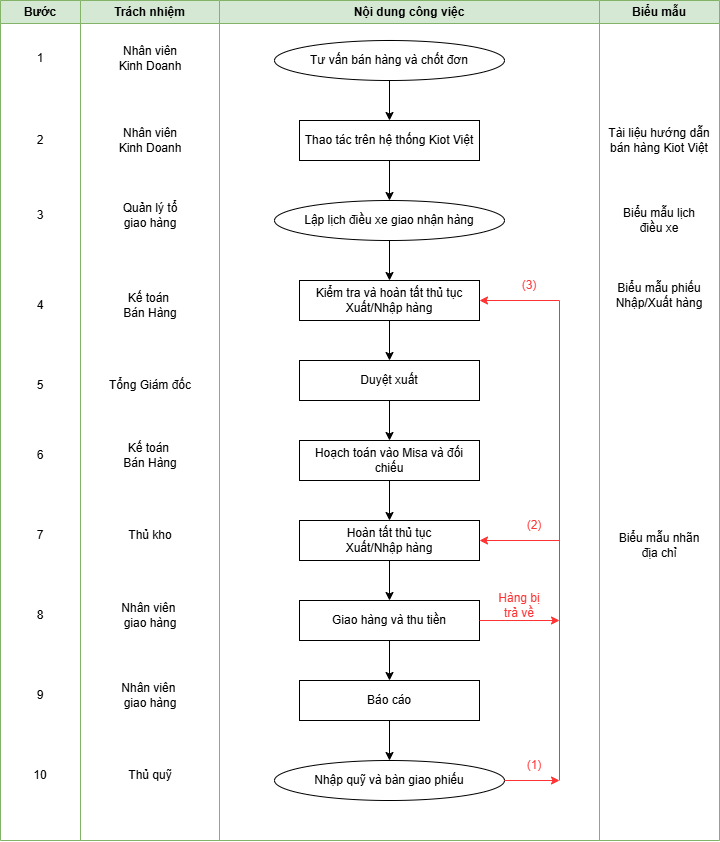 Bước Trách nhiệm Nội dung công việc Biểu mẫu
1
Nhân viên
Kinh Doanh
Tư vấn bán hàng và chốt đơn
2
Nhân viên
Kinh Doanh
Thao tác trên hệ thống Kiot Việt
Tài liệu hướng dẫn
bán hàng Kiot Việt
3
Quản lý tổ
giao hàng
Lập lịch điều xe giao nhận hàng
Biểu mẫu lịch
điều xe
4
Kế toán
Bán Hàng
Kiểm tra và hoàn tất thủ tục
Xuất/Nhập hàng
(3)
Biểu mẫu phiếu
Nhập/Xuất hàng
5
Tổng Giám đốc
Duyệt xuất
6
Kế toán
Bán Hàng
Hoạch toán vào Misa và đối
chiếu
7
Thủ kho
Hoàn tất thủ tục
Xuất/Nhập hàng
(2)
Biểu mẫu nhãn
địa chỉ
8
Nhân viên
giao hàng
Giao hàng và thu tiền
Hàng bị
trả về
9
Nhân viên
giao hàng
Báo cáo
10
Thủ quỹ
Nhập quỹ và bàn giao phiếu
(1)